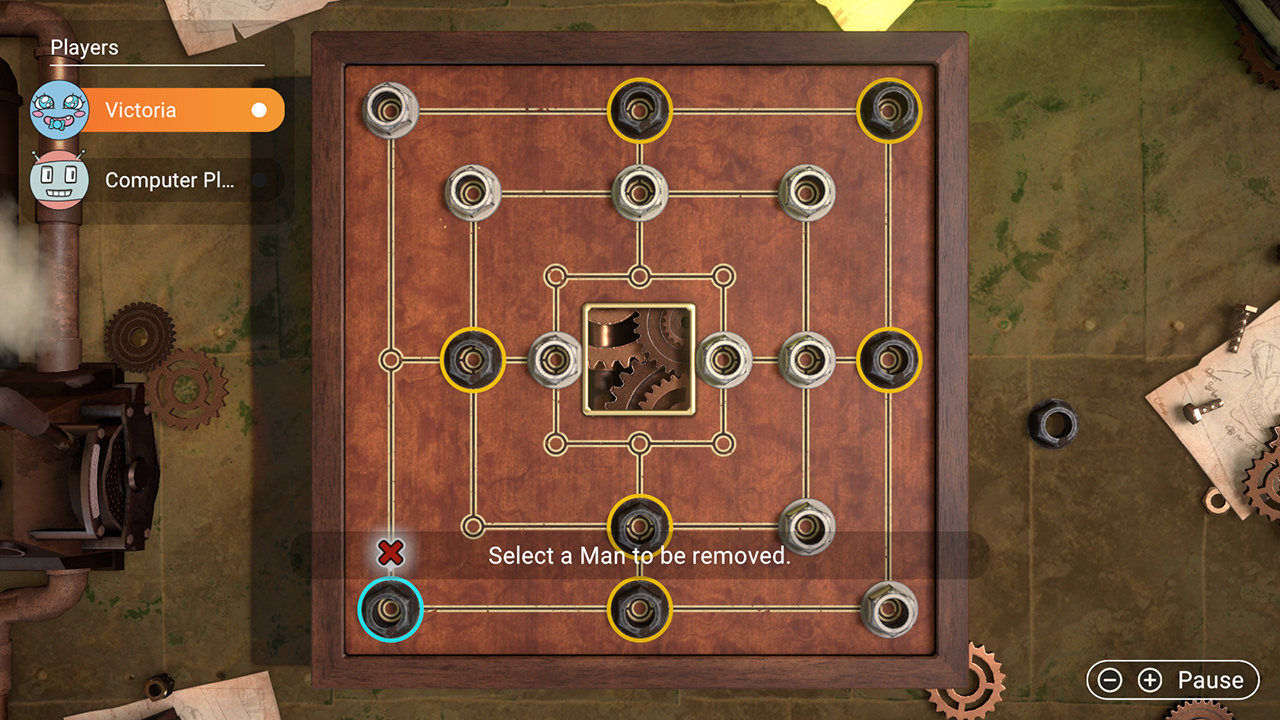 Players
Victoria
Computer Pl...
Select a Man to be removed.
Pause